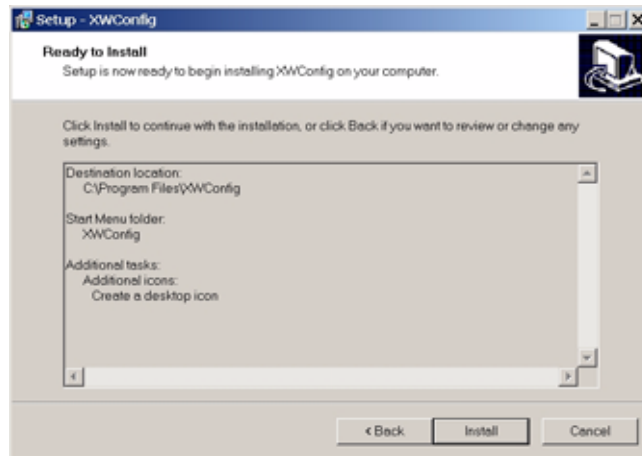 Setup - XWConfig
Ready to Install
Setup is now ready to begin installing XWConfig on your computer.
Click Install to continue with the installation, or click Back if you want to review or change any
settings.
Destination location:
C:\Program Files\XWConfig
Start Menu folder:
XWConfig
Additional tasks:
Additional icons:
Create a desktop icon
< Back
Install
Cancel